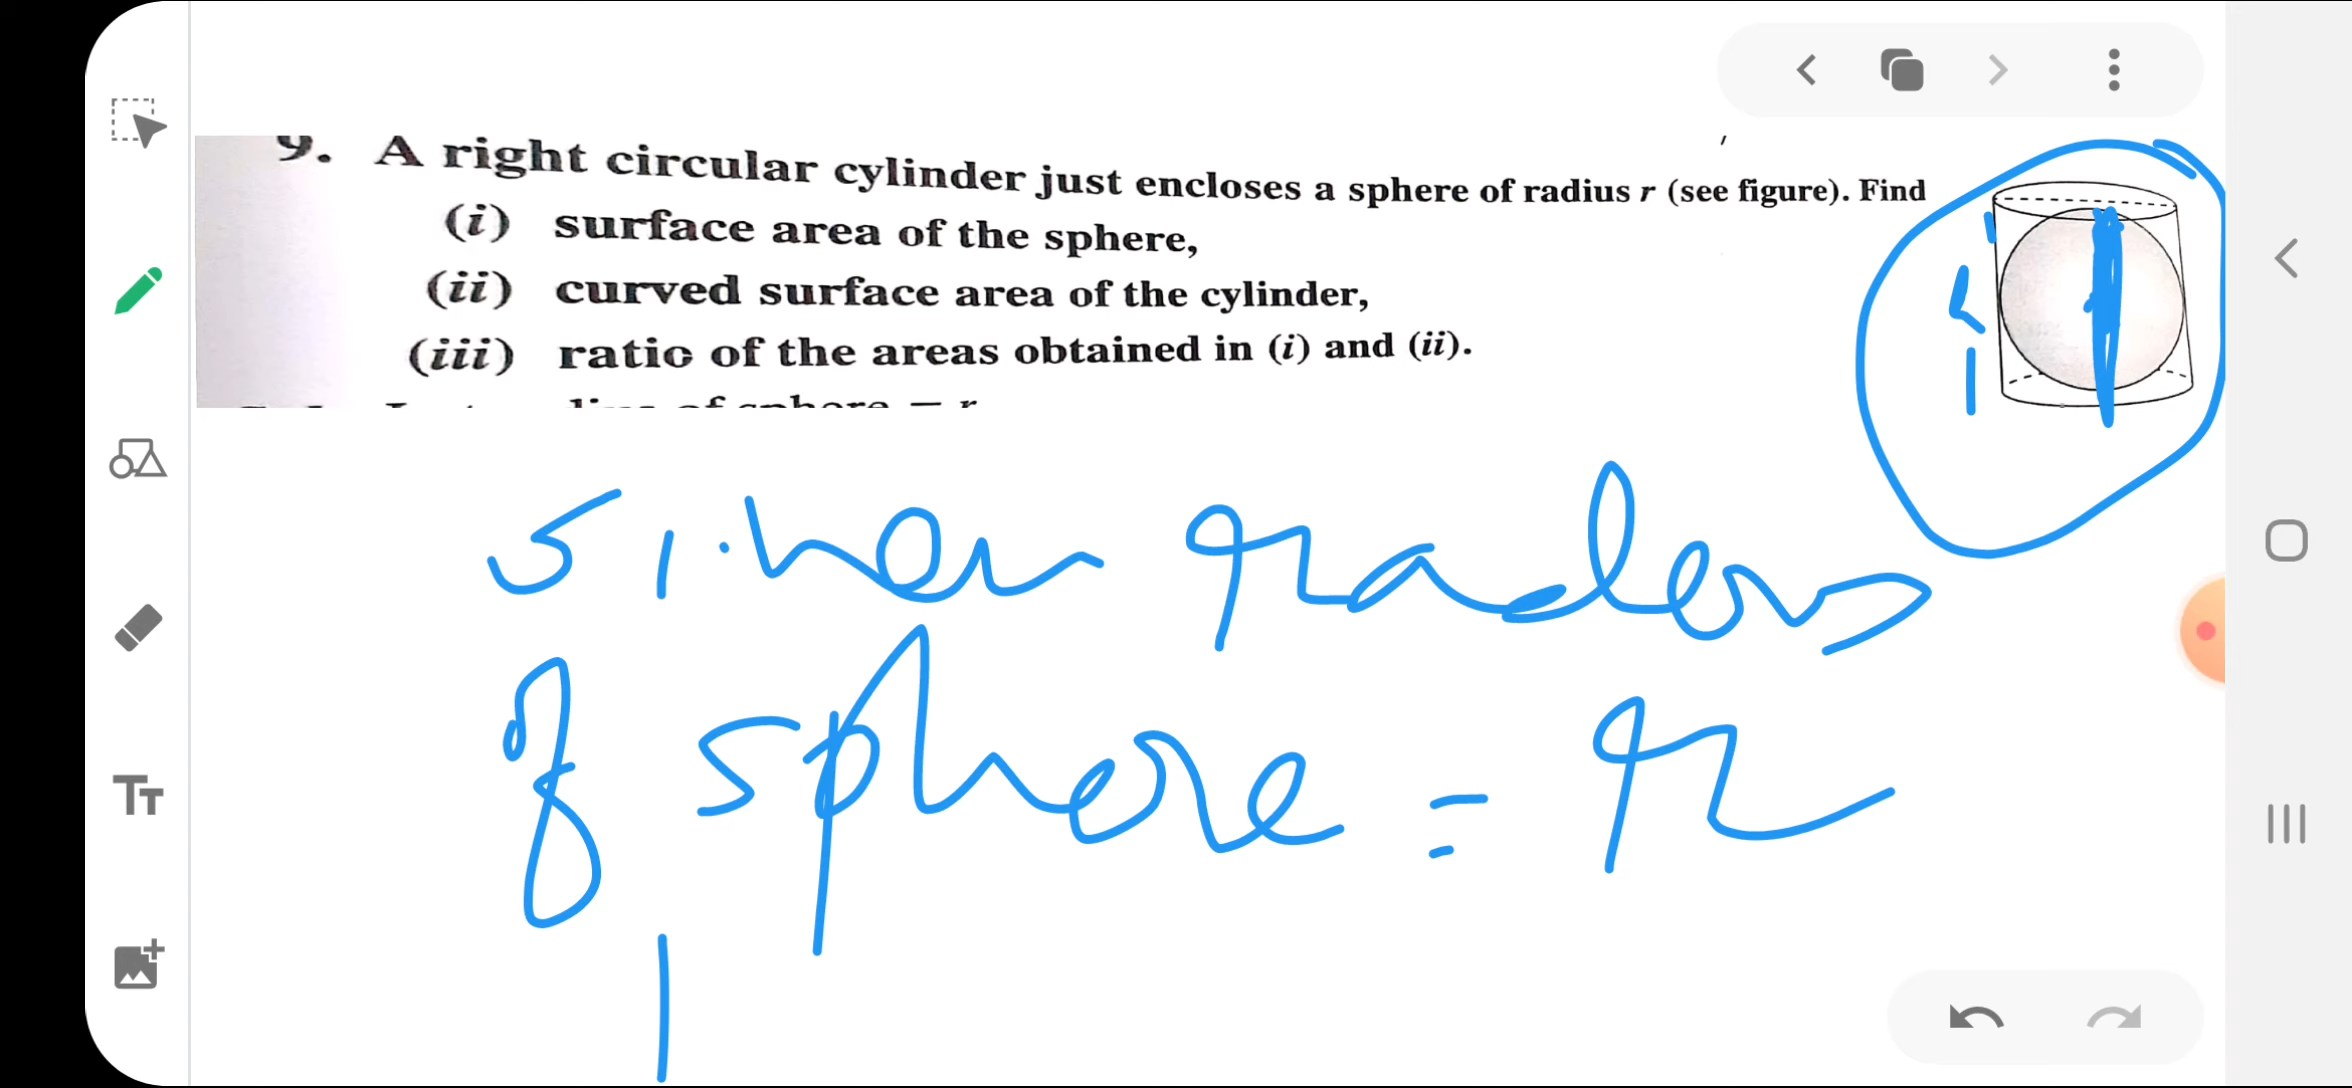 9. A right circular cylinder just encloses a sphere of radius r (see figure). Find
(i) surface area of the sphere,
(ii) curved surface area of the cylinder,
(iii) ratio of the areas obtained in (i) and (ii).
radius
of sphere = r
TT